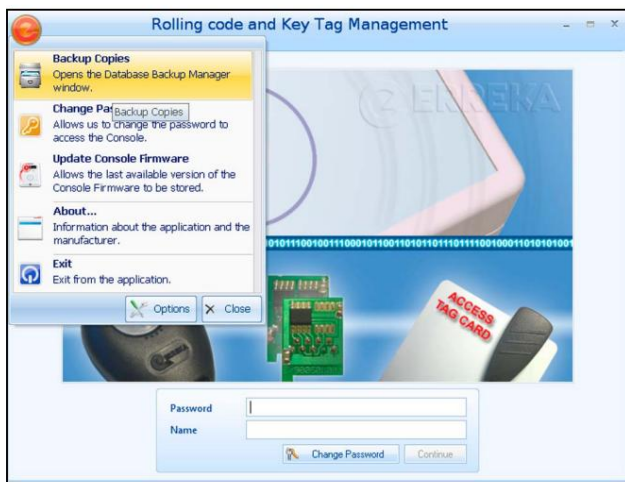 Rolling code and Key Tag Management
Backup Copies
Opens the Database Backup Manager
window.
Backup Copies
Allows us to change the password to
access the Console.
Update Console Firmware
Allows the last available version of the
Console Firmware to be stored.
About...
Information about the application and the
manufacturer.
Exit
Exit from the application.
Options
Close
ERREKA
ACCESS
TAG CARD
Password
Name
Change Password
Continue